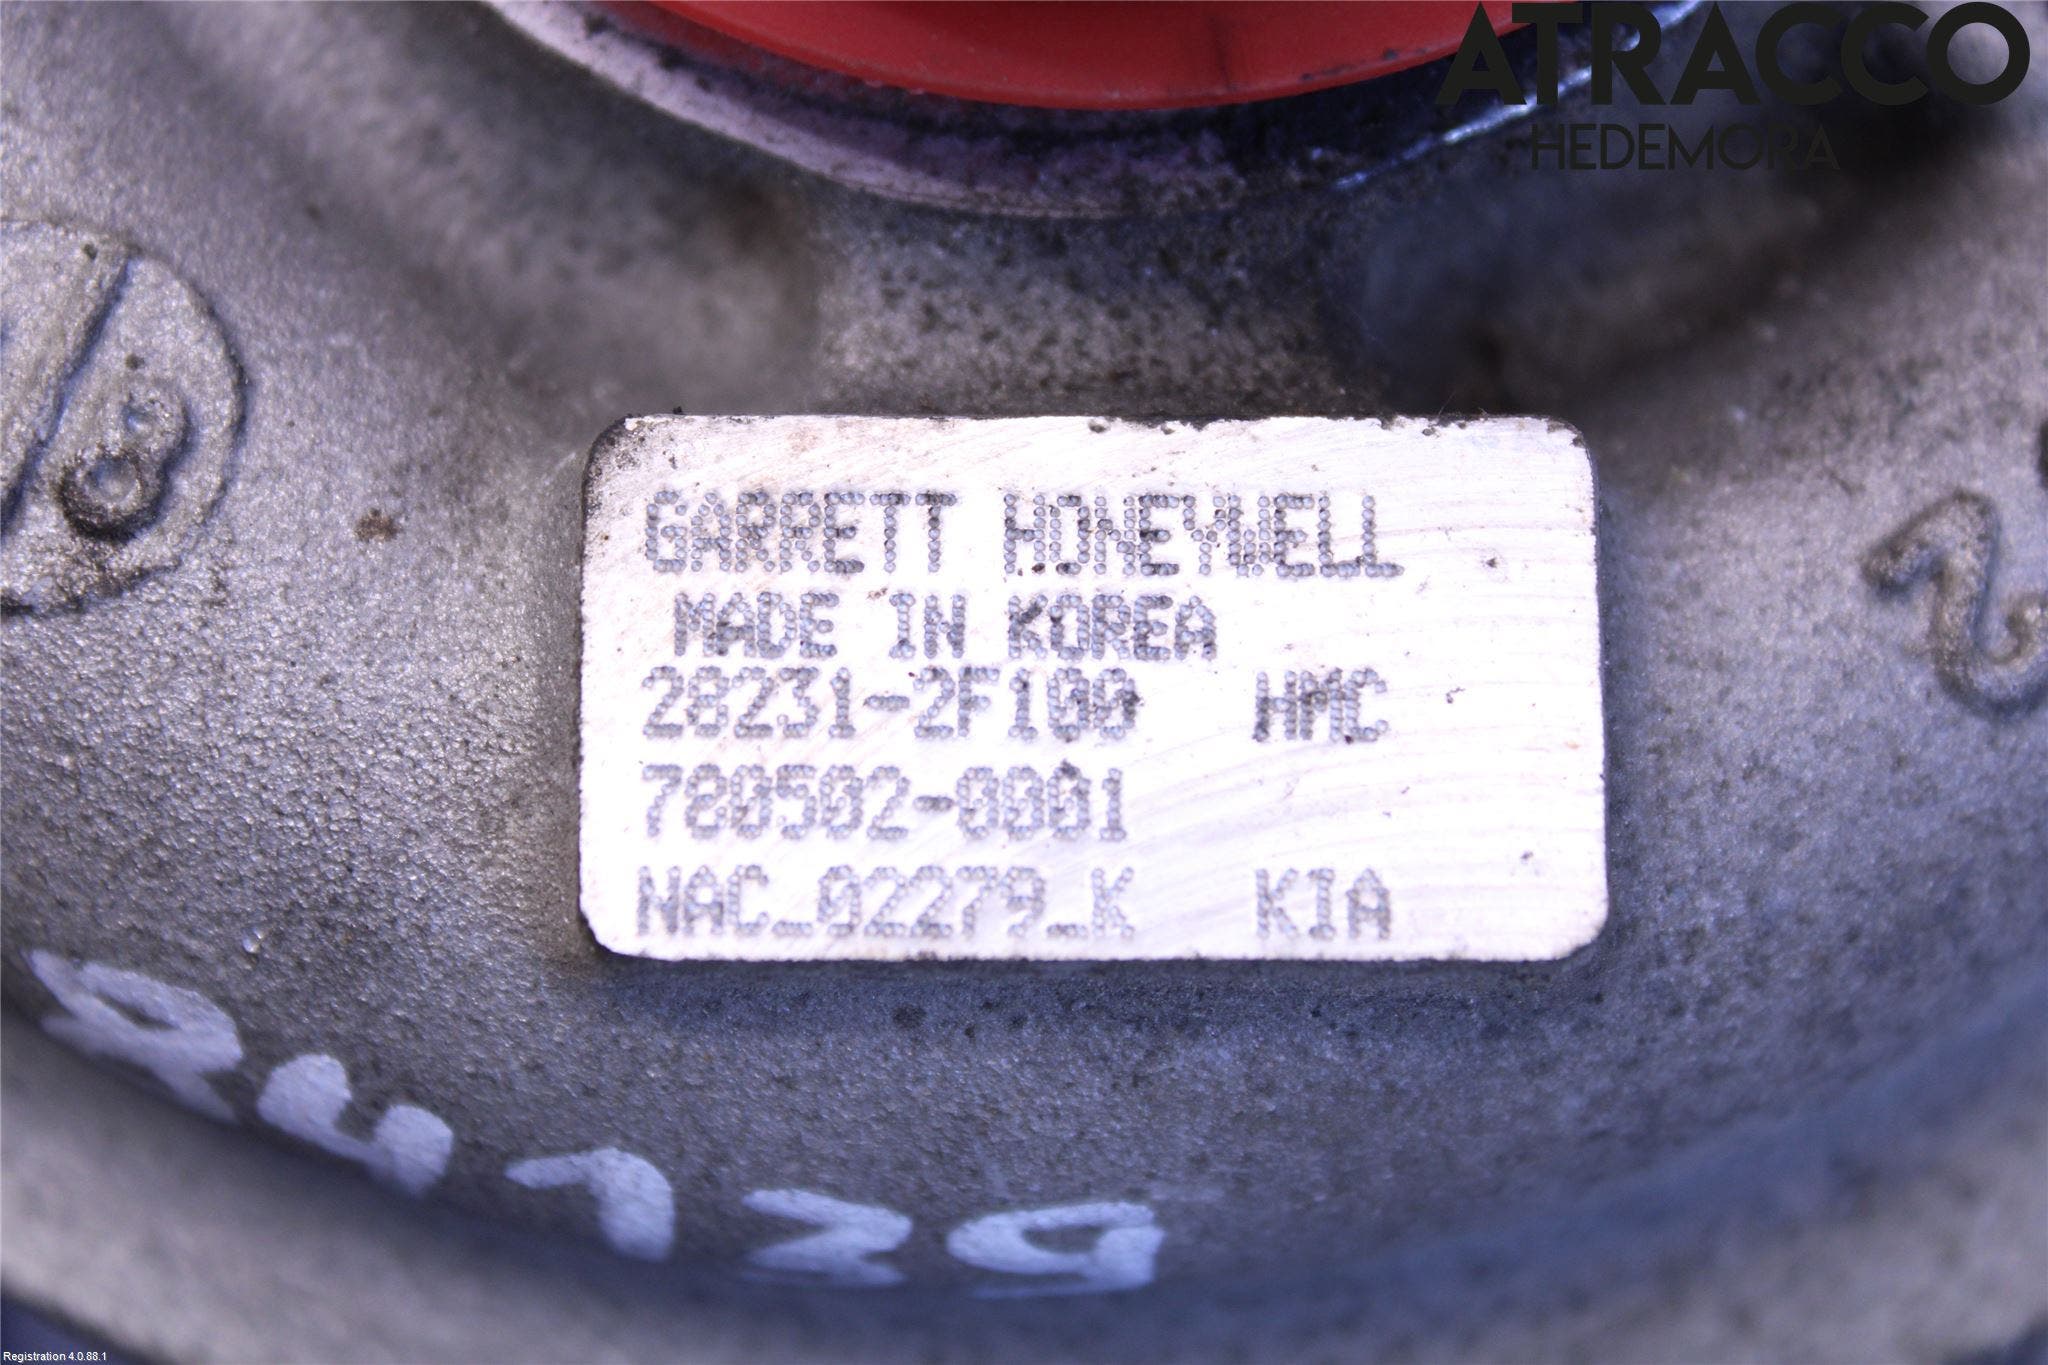 ATRACCO
HEDEMORA
GARRETT HONEYWELL
MADE IN KOREA
28231-2F100 HMC
780502-0001
NAC_02279_K KIA
Registration 4.0.88.1